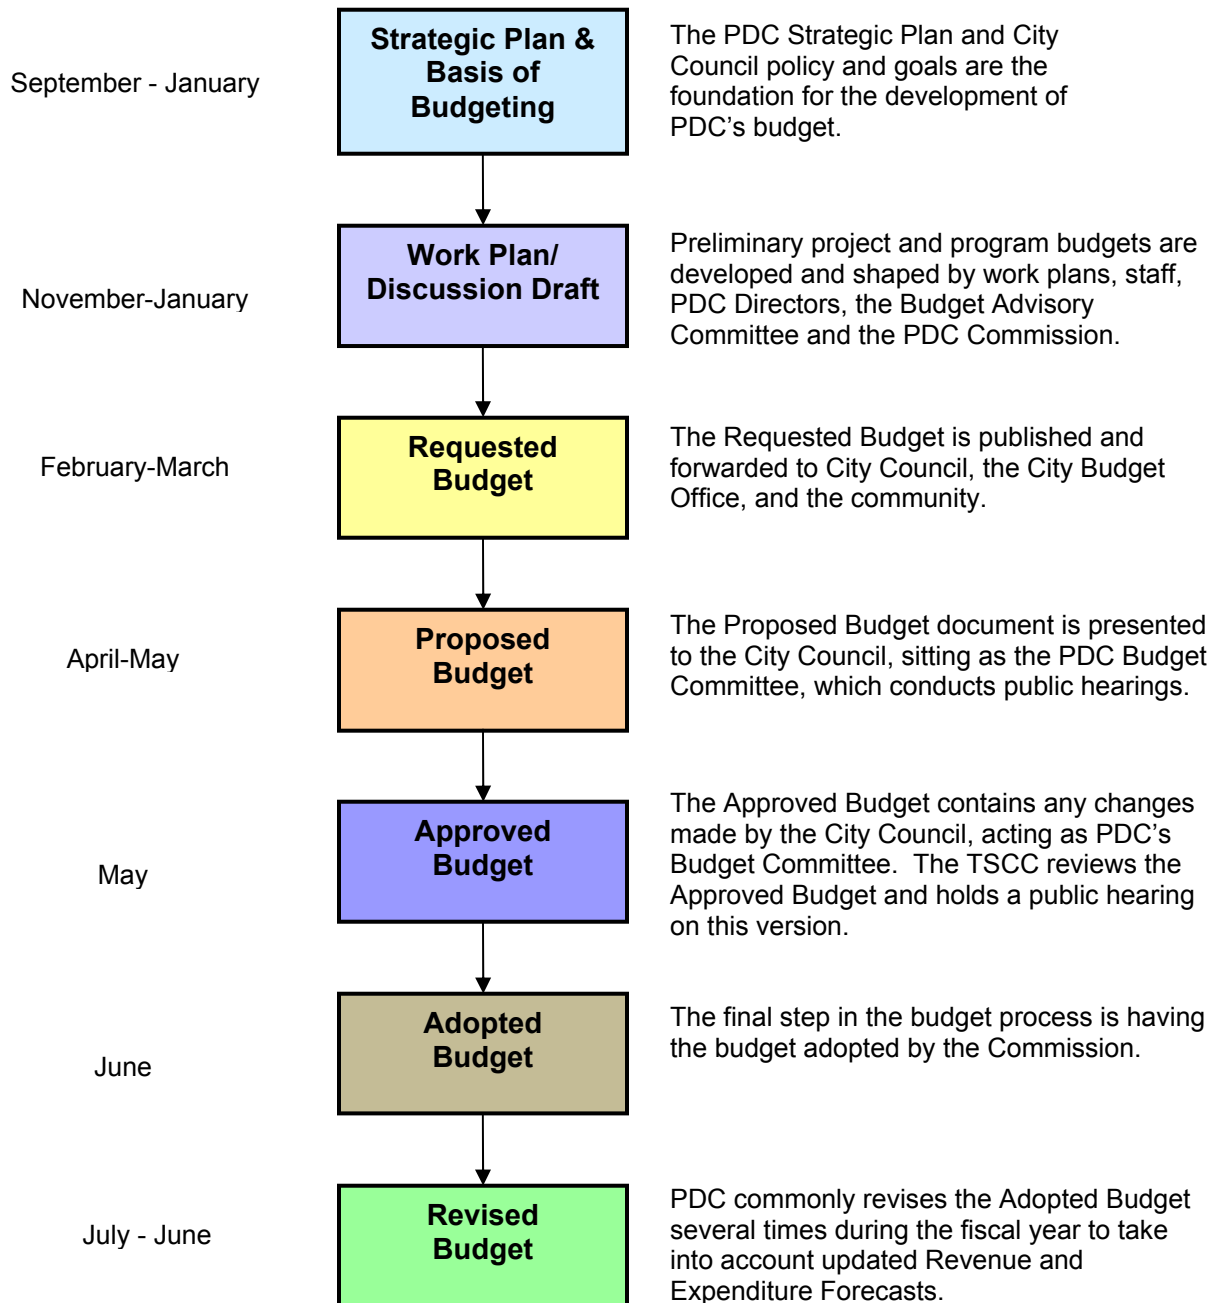 September - January
Strategic Plan &
Basis of
Budgeting
The PDC Strategic Plan and City
Council policy and goals are the
foundation for the development of
PDC's budget.
November-January
Work Plan/
Discussion Draft
Preliminary project and program budgets are
developed and shaped by work plans, staff,
PDC Directors, the Budget Advisory
Committee and the PDC Commission.
February-March
Requested
Budget
The Requested Budget is published and
forwarded to City Council, the City Budget
Office, and the community.
April-May
Proposed
Budget
The Proposed Budget document is presented
to the City Council, sitting as the PDC Budget
Committee, which conducts public hearings.
May
Approved
Budget
The Approved Budget contains any changes
made by the City Council, acting as PDC's
Budget Committee.  The TSCC reviews the
Approved Budget and holds a public hearing
on this version.
June
Adopted
Budget
The final step in the budget process is having
the budget adopted by the Commission.
July - June
Revised
Budget
PDC commonly revises the Adopted Budget
several times during the fiscal year to take
into account updated Revenue and
Expenditure Forecasts.